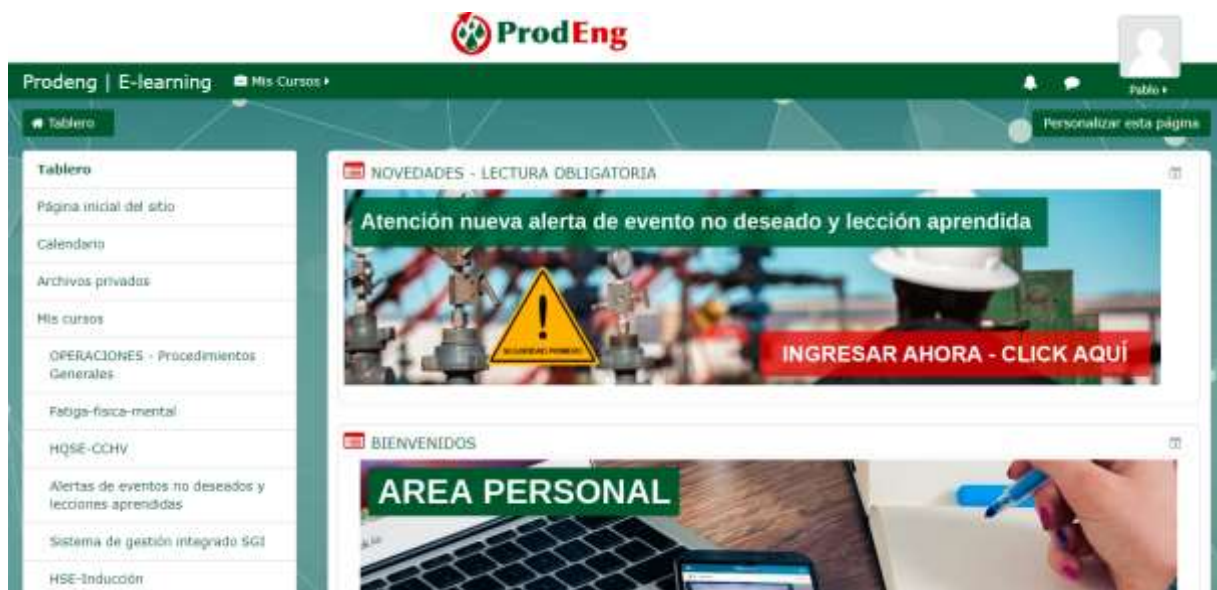 ProdEng
Prodeng | E-learning
Mis Cursos
Pablo
Tablero
Personalizar esta página
Tablero
Página inicial del sitio
Calendario
Archivos privados
Mis cursos
OPERACIONES - Procedimientos
Generales
Fatiga-fisica-mental
HQSE-CCHV
Alertas de eventos no deseados y
lecciones aprendidas
Sistema de gestión integrado SGI
HSE-Inducción
NOVEDADES - LECTURA OBLIGATORIA
Atención nueva alerta de evento no deseado y lección aprendida
INGRESAR AHORA - CLICK AQUÍ
BIENVENIDOS
AREA PERSONAL